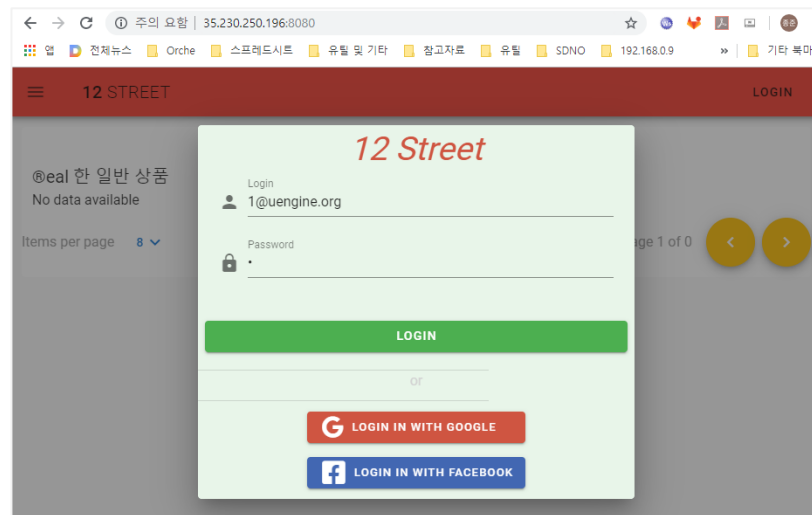 주의 요함 | 35.230.250.196:8080
앱 전체뉴스 Orche 스프레드시트 유틸 및 기타 참고자료 유틸 SDNO 192.168.0.9 » 기타 북마
12 STREET LOGIN
12 Street
®eal 한 일반 상품
No data available
Login
1@uengine.org
Password
Items per page 8
age 1 of 0
LOGIN
or
LOGIN IN WITH GOOGLE
LOGIN IN WITH FACEBOOK